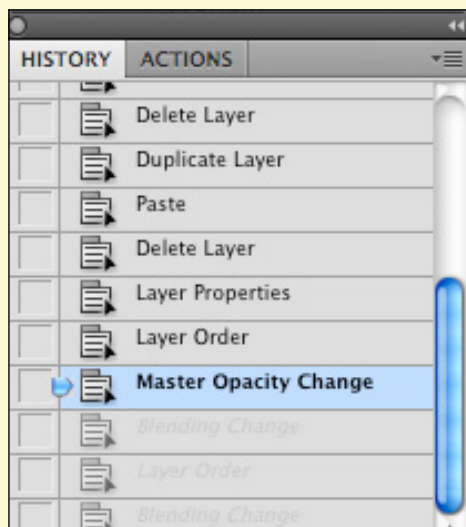 HISTORY ACTIONS
Delete Layer
Duplicate Layer
Paste
Delete Layer
Layer Properties
Layer Order
Master Opacity Change
Blending Change
Layer Order
Blending Change